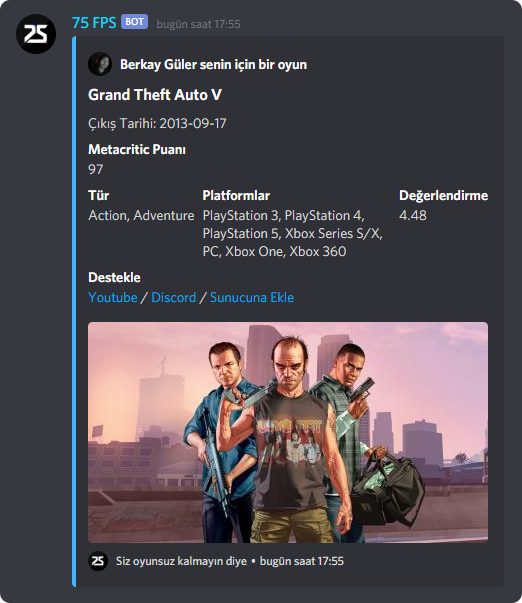 25
75 FPS BOT bugün saat 17:55
Berkay Güler senin için bir oyun
Grand Theft Auto V
Çıkış Tarihi: 2013-09-17
Metacritic Puanı
97
Tür Platformlar Değerlendirme
Action, Adventure PlayStation 3, PlayStation 4, 4.48
PlayStation 5, Xbox Series S/X,
PC, Xbox One, Xbox 360
Destekle
Youtube / Discord / Sunucuna Ekle
25 Siz oyunsuz kalmayın diye • bugün saat 17:55